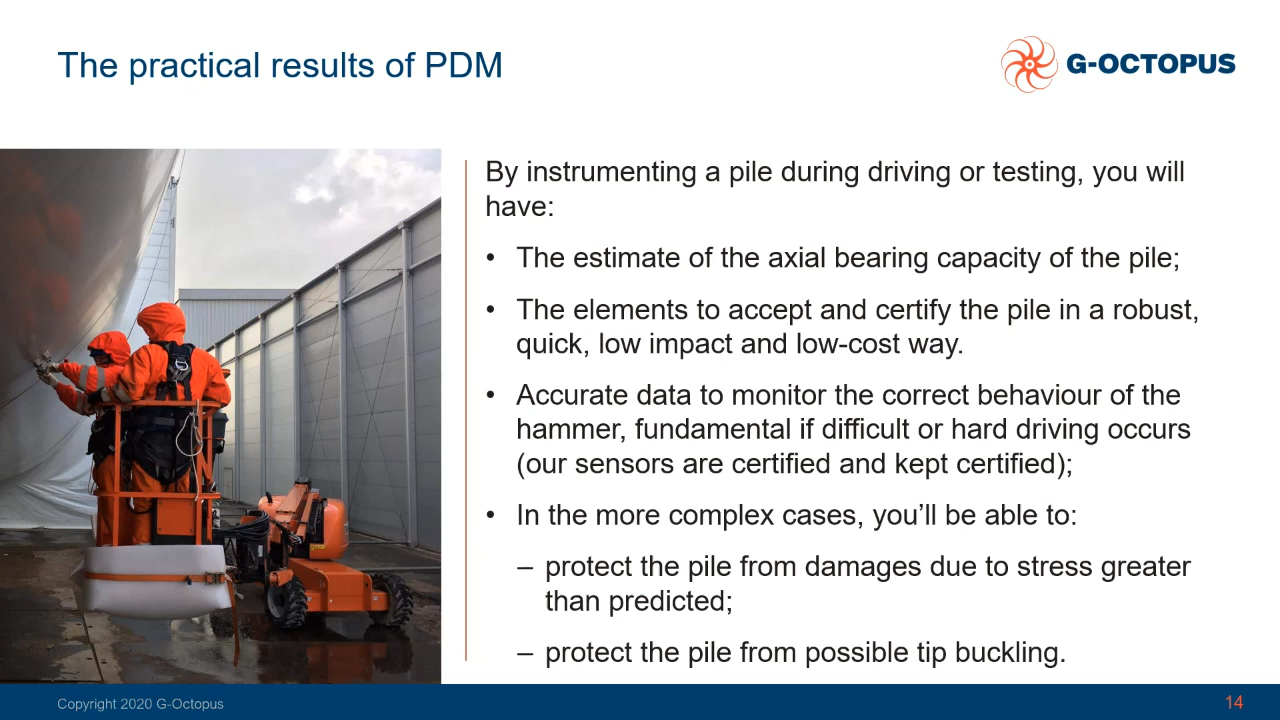 The practical results of PDM
G-OCTOPUS
By instrumenting a pile during driving or testing, you will
have:
• The estimate of the axial bearing capacity of the pile;
• The elements to accept and certify the pile in a robust,
quick, low impact and low-cost way.
• Accurate data to monitor the correct behaviour of the
hammer, fundamental if difficult or hard driving occurs
(our sensors are certified and kept certified);
• In the more complex cases, you’ll be able to:
– protect the pile from damages due to stress greater
than predicted;
– protect the pile from possible tip buckling.
Copyright 2020 G-Octopus
14